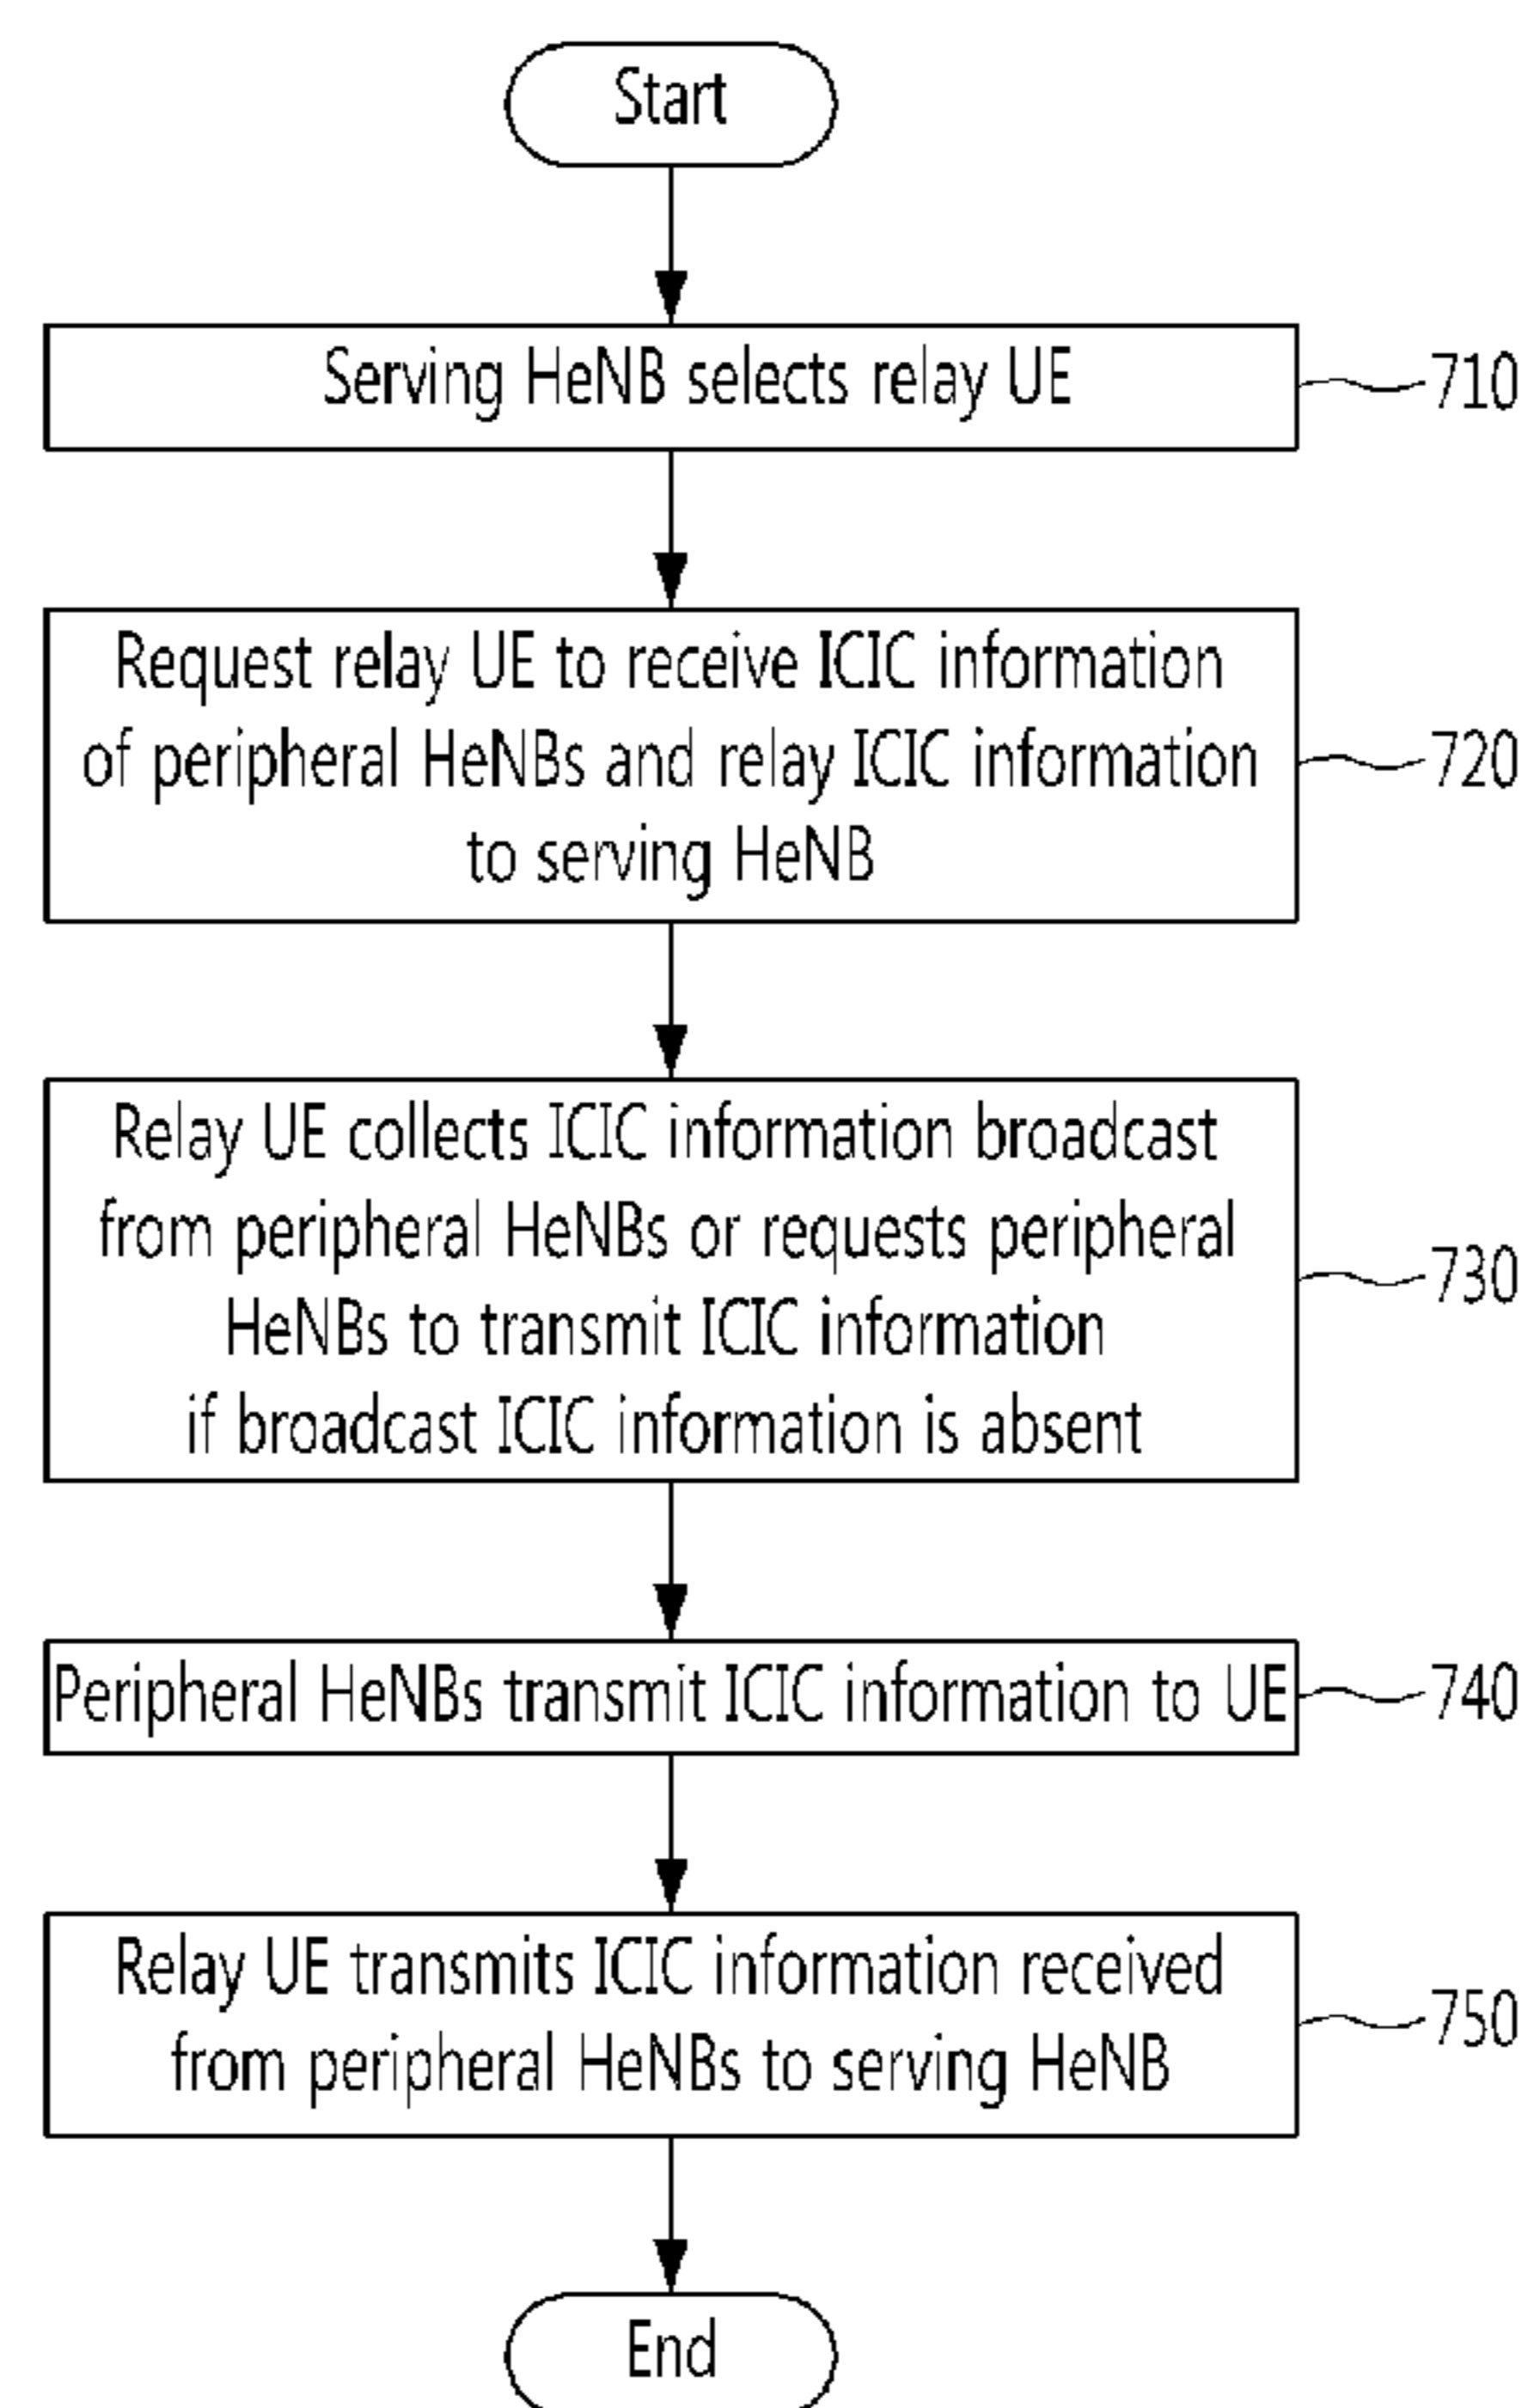 Start
Serving HeNB selects relay UE
710
Request relay UE to receive ICIC information
of peripheral HeNBs and relay ICIC information
to serving HeNB
720
Relay UE collects ICIC information broadcast
from peripheral HeNBs or requests peripheral
HeNBs to transmit ICIC information
if broadcast ICIC information is absent
730
Peripheral HeNBs transmit ICIC information to UE
740
Relay UE transmits ICIC information received
from peripheral HeNBs to serving HeNB
750
End